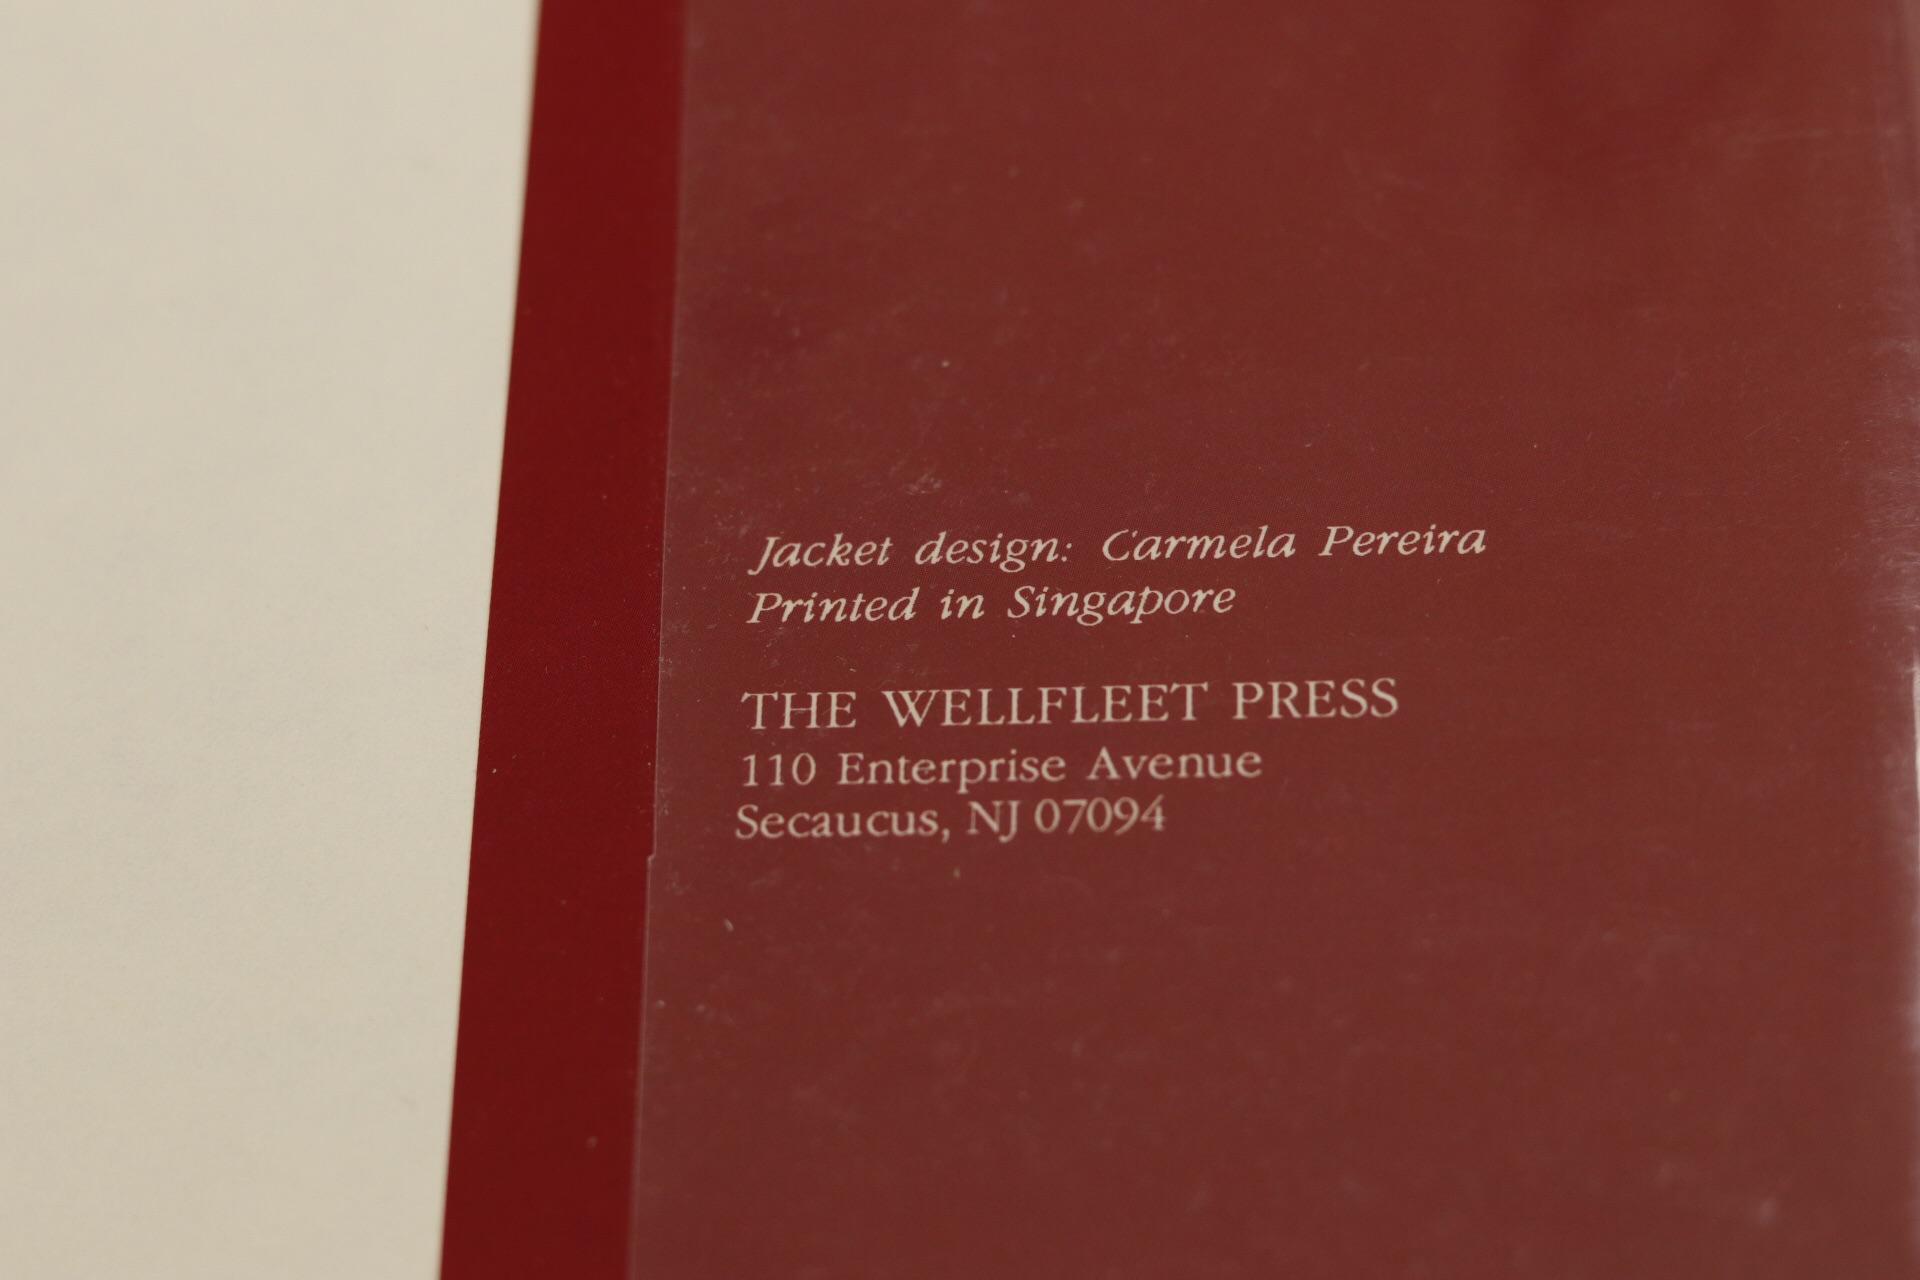 Jacket design: Carmela Pereira
Printed in Singapore
THE WELLFLEET PRESS
110 Enterprise Avenue
Secaucus, NJ 07094